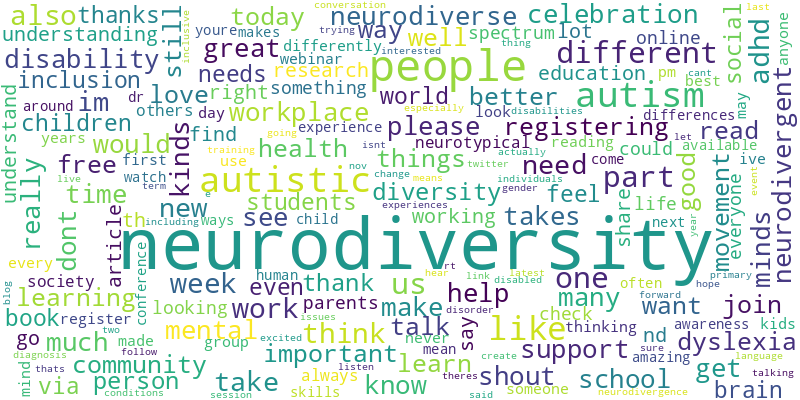 neurodiversity
people
autistic
autism
different
like
neurodiverse
celebration
also
thanks
today
understanding
disability
inclusion
children
still
great
needs
love
im
would
really
dont
time
free
find
kinds
workplace
health
students
new
see
world
way
well
research
something
right
webinar
differently
spectrum
lot
online
social
adhd
anyone
education
better
please
registering
read
things
need
part
diversity
feel
neurotypical
neurodivergent
minds
movement
everyone
good
share
life
could
understand
article
learning
society
book
register
go
much
via
person
community
mental
work
week
even
thank
us
parents
think
important
take
know
talk
make
help
say
learn
shout
support
school
many
one
want
join
dyslexia
get
brain
nd
check
thinking
often
someone
working
takes
awareness
kids
amazing
differences
available
reading
experience
look
disabilities
especially
conversation
trying
interested
thing
pm
cant
best
may
last
inclusive
youre
makes
others
day
dr
around
years
first
watch
live
term
use
training
going
isnt
nov
twitter
actually
change
means
individuals
gender
experiences
including
ways
child
th
e
human
looking
conference
every
blog
mind
made
two
diagnosis
thats
follow
conditions
group
issues
excited
session
skills
always
listen
never
mean
theres
hear
art
link
disorder
latest
disabled
create
said
sure
neurodivergence
language
talking
hope
forward
primary
next
year
event
let
come
ive